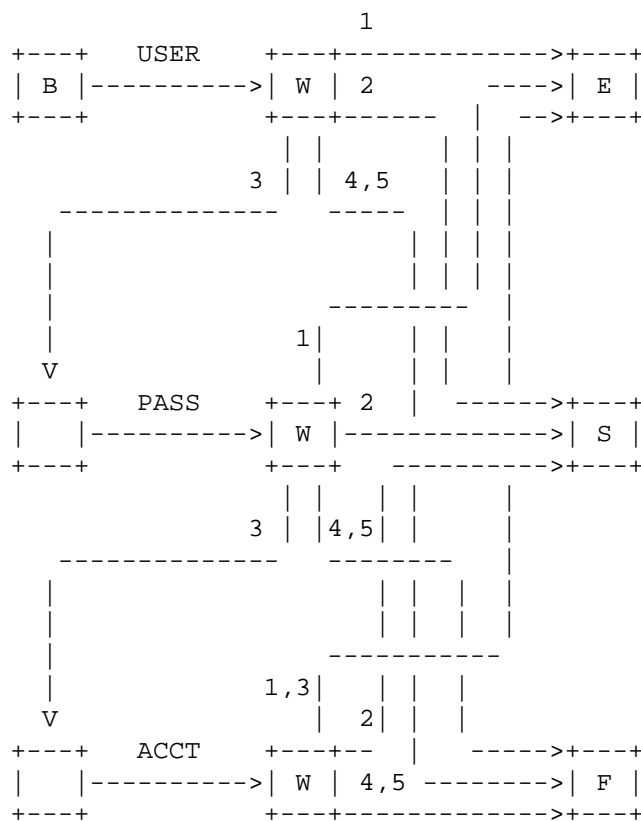 1
USER
B W 2 E
3 4,5
1
PASS 2
W S
3 4,5
1,3
2
ACCT
W 4,5 F
V
V